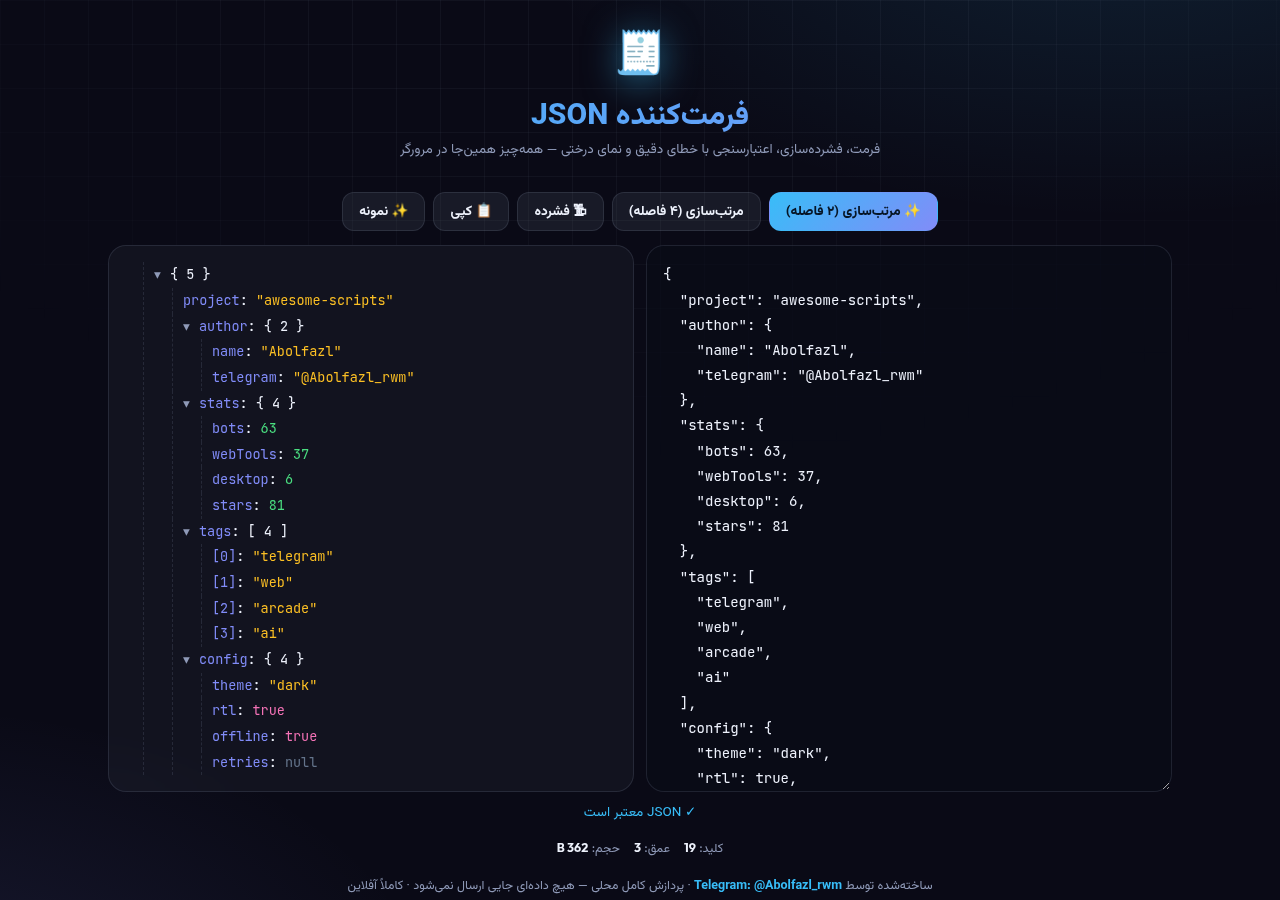 فرمت‌کننده JSON
فرمت، فشرده‌سازی، اعتبارسنجی با خطای دقیق و نمای درختی — همه‌چیز همین‌جا در مرورگر
✨ مرتب‌سازی (۲ فاصله)
مرتب‌سازی (۴ فاصله)
🗜 فشرده
📋 کپی
✨ نمونه
{
  "project": "awesome-scripts",
  "author": {
    "name": "Abolfazl",
    "telegram": "@Abolfazl_rwm"
  },
  "stats": {
    "bots": 63,
    "webTools": 37,
    "desktop": 6,
    "stars": 81
  },
  "tags": [
    "telegram",
    "web",
    "arcade",
    "ai"
  ],
  "config": {
    "theme": "dark",
    "rtl": true,
▼ { 5 }
project: "awesome-scripts"
▼ author: { 2 }
name: "Abolfazl"
telegram: "@Abolfazl_rwm"
▼ stats: { 4 }
bots: 63
webTools: 37
desktop: 6
stars: 81
▼ tags: [ 4 ]
[0]: "telegram"
[1]: "web"
[2]: "arcade"
[3]: "ai"
▼ config: { 4 }
theme: "dark"
rtl: true
offline: true
retries: null
✓ JSON معتبر است
کلید: 19 عمق: 3 حجم: 362 B
ساخته‌شده توسط Telegram: @Abolfazl_rwm · پردازش کامل محلی — هیچ داده‌ای جایی ارسال نمی‌شود · کاملاً آفلاین